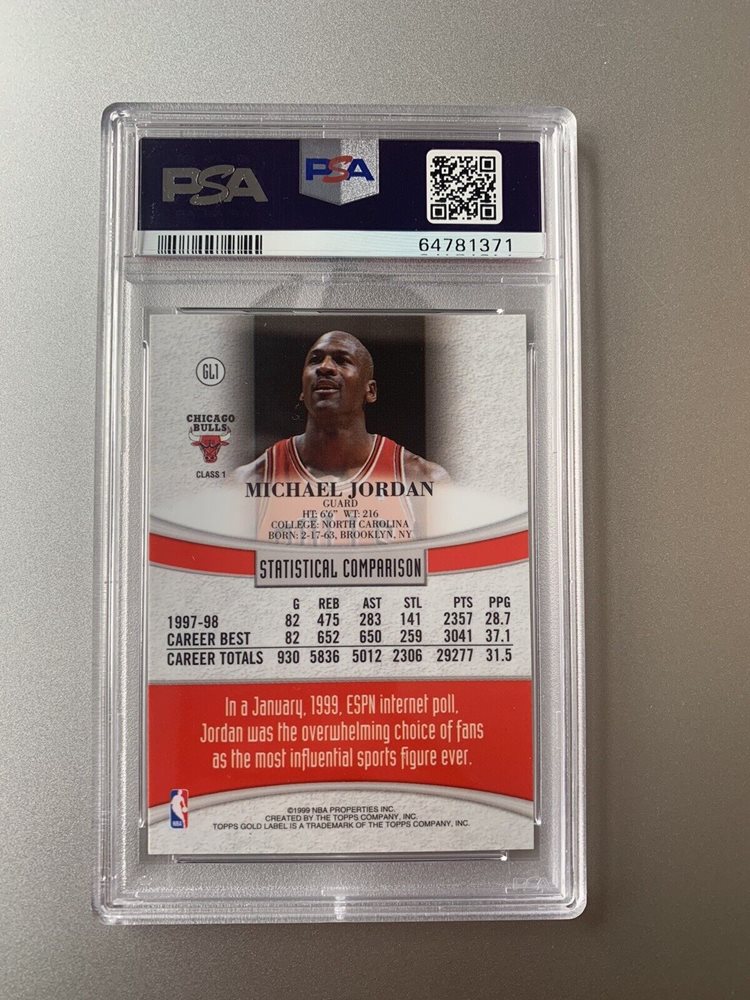 PSA PSA
64781371
GL1
CHICAGO
BULLS
CLASS 1
MICHAEL JORDAN
GUARD
HT: 6'6" WT: 216
COLLEGE: NORTH CAROLINA
BORN: 2-17-63, BROOKLYN, NY
STATISTICAL COMPARISON
G REB AST STL PTS PPG
1997-98 82 475 283 141 2357 28.7
CAREER BEST 82 652 650 259 3041 37.1
CAREER TOTALS 930 5836 5012 2306 29277 31.5
In a January, 1999, ESPN internet poll,
Jordan was the overwhelming choice of fans
as the most influential sports figure ever.
NBA
©1999 NBA PROPERTIES INC.
CREATED BY THE TOPPS COMPANY, INC.
TOPPS GOLD LABEL IS A TRADEMARK OF THE TOPPS COMPANY, INC.
PSA